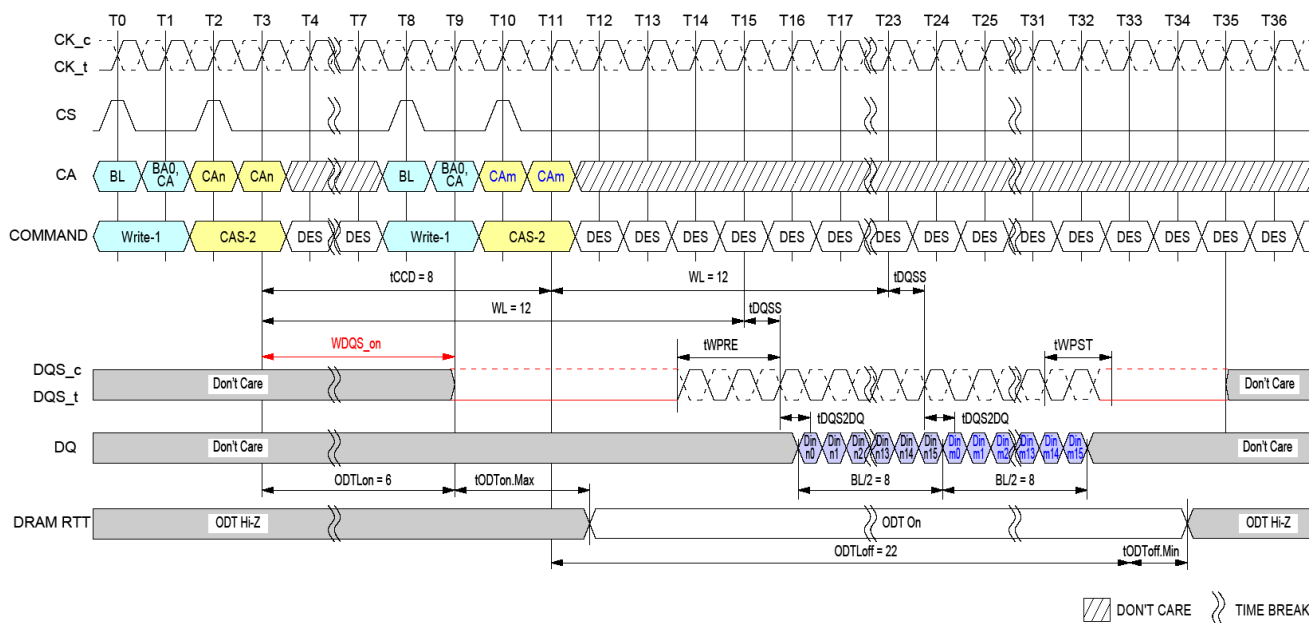 T0 T1 T2 T3 T4 T7 T8 T9 T10 T11 T12 T13 T14 T15 T16 T17 T23 T24 T25 T31 T32 T33 T34 T35 T36
CK_c
CK_t
CS
CA BL BA0, CA CAn CAn BL BA0, CA CAm CAm
COMMAND Write-1 CAS-2 DES DES Write-1 CAS-2 DES DES DES DES DES DES DES DES DES DES DES DES DES DES DES
tCCD = 8 WL = 12 tDQSS
WL = 12 tDQSS
WDQS_on tWPRE tWPST
DQS_c
DQS_t Don't Care Don't Care
tDQS2DQ tDQS2DQ
DQ Don't Care Din n0 Din n1 Din n2 Din n13 Din n14 Din n15 Din m0 Din m1 Din m2 Din m13 Din m14 Din m15 Don't Care
ODTLon = 6 tODTon.Max BL/2 = 8 BL/2 = 8
DRAM RTT ODT Hi-Z ODT On ODT Hi-Z
ODTLoff = 22 tODToff.Min
DON'T CARE TIME BREAK